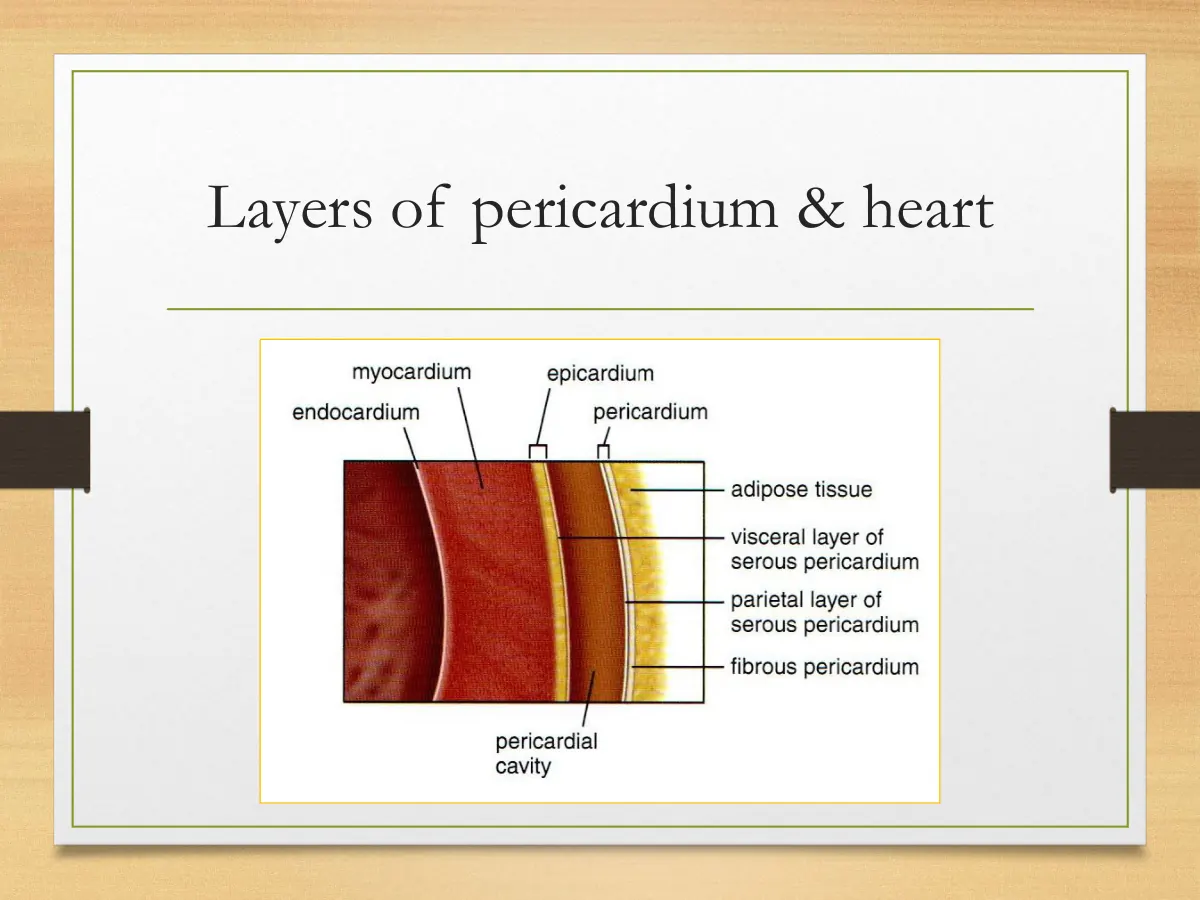 Layers of pericardium & heart
myocardium
epicardium
endocardium
pericardium
adipose tissue
visceral layer of
serous pericardium
parietal layer of
serous pericardium
fibrous pericardium
pericardial
cavity